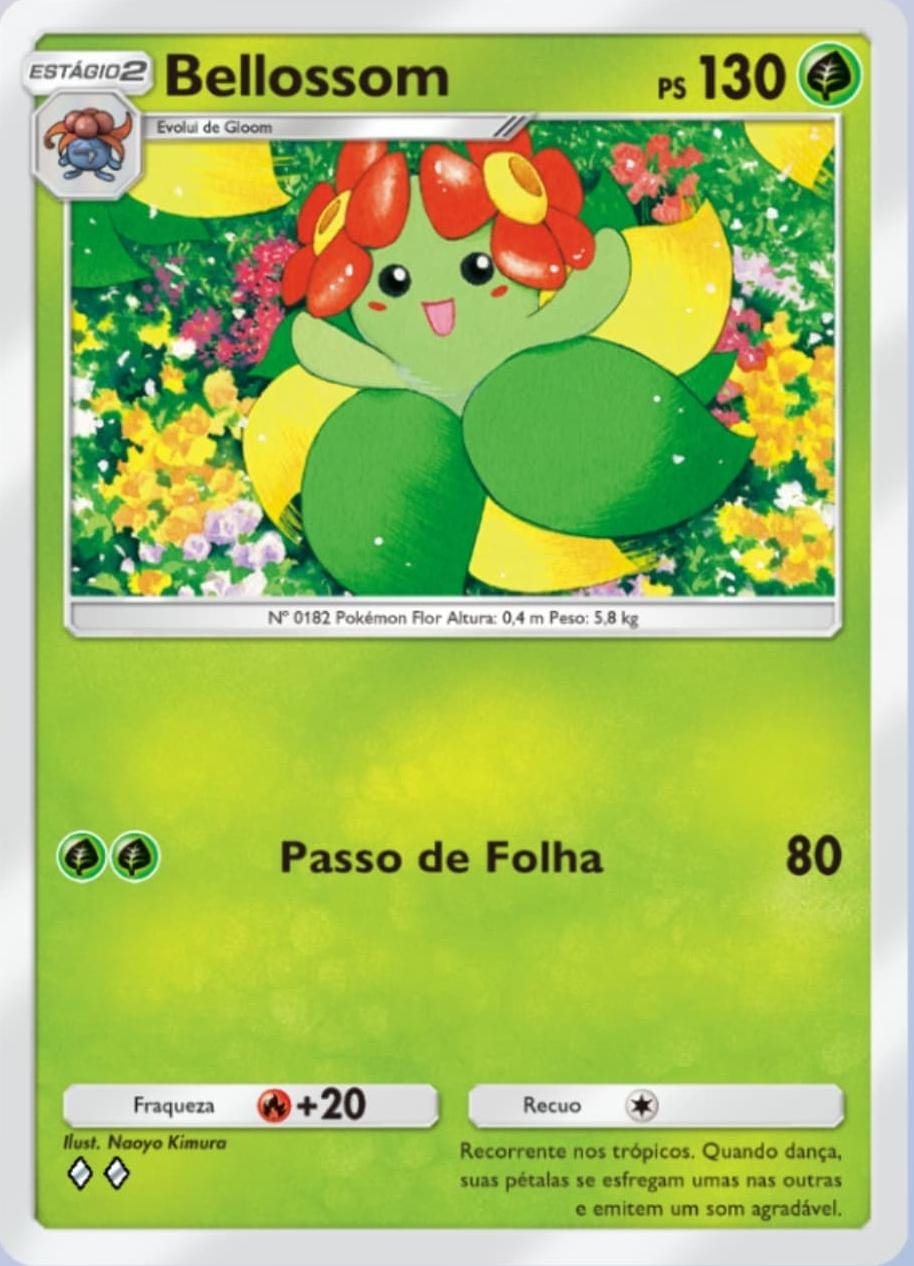 ESTÁGIO2 Bellossom PS 130
Evolui de Gloom
Nº 0182 Pokémon Flor Altura: 0,4 m Peso: 5,8 kg
Passo de Folha 80
Fraqueza +20 Recuo
Ilust. Naoyo Kimura
Recorrente nos trópicos. Quando dança,
suas pétalas se esfregam umas nas outras
e emitem um som agradável.